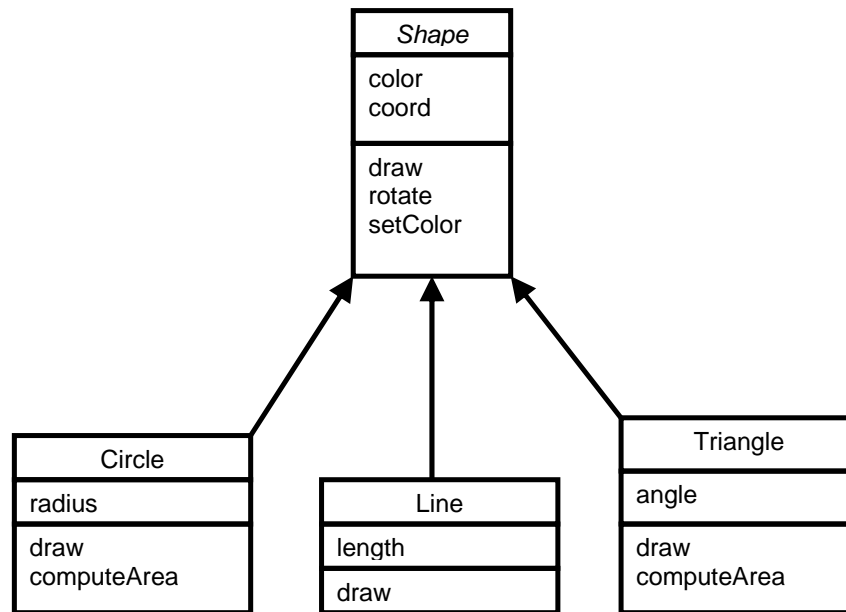 Shape
color
coord
draw
rotate
setColor
Circle
radius
draw
computeArea
Line
length
draw
Triangle
angle
draw
computeArea